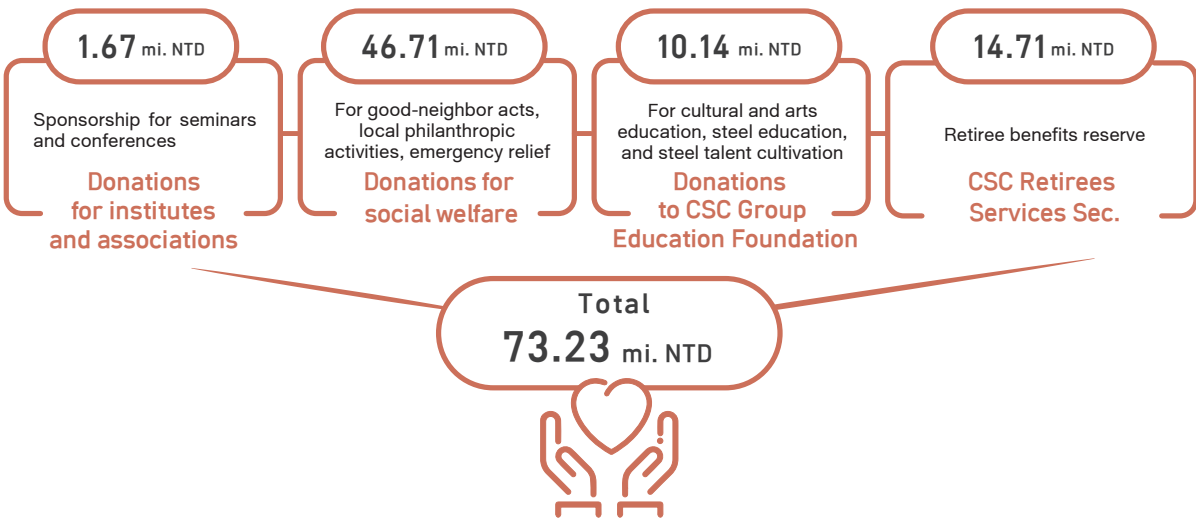 1.67 mi. NTD
Sponsorship for seminars
and conferences
Donations
for institutes
and associations
46.71 mi. NTD
For good-neighbor acts,
local philanthropic
activities, emergency relief
Donations for
social welfare
10.14 mi. NTD
For cultural and arts
education, steel education,
and steel talent cultivation
Donations
to CSC Group
Education Foundation
14.71 mi. NTD
Retiree benefits reserve
CSC Retirees
Services Sec.
Total
73.23 mi. NTD